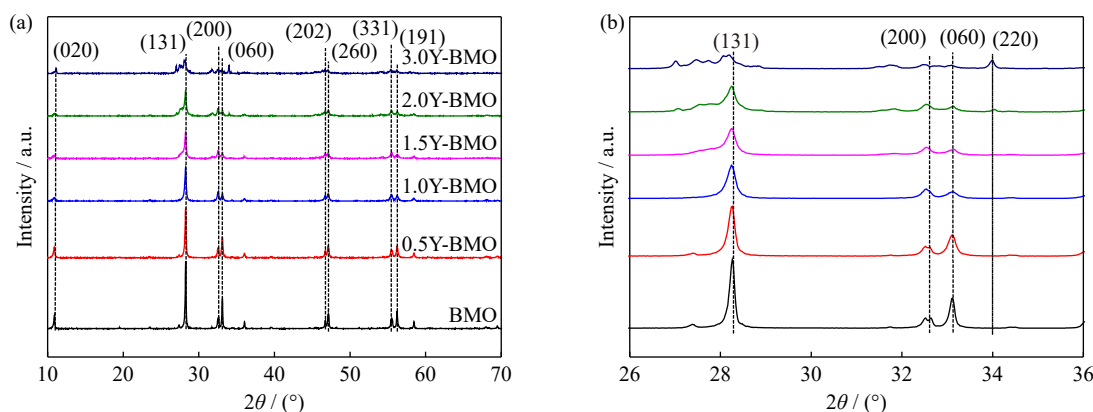 (a)
(020)
(131)
(200)
(060)
(202)
(260)
(331)
(191)
3.0Y-BMO
2.0Y-BMO
1.5Y-BMO
1.0Y-BMO
0.5Y-BMO
BMO
Intensity / a.u.
10 20 30 40 50 60 70
2θ / (°)
(b)
(131)
(200)
(060)
(220)
Intensity / a.u.
26 28 30 32 34 36
2θ / (°)